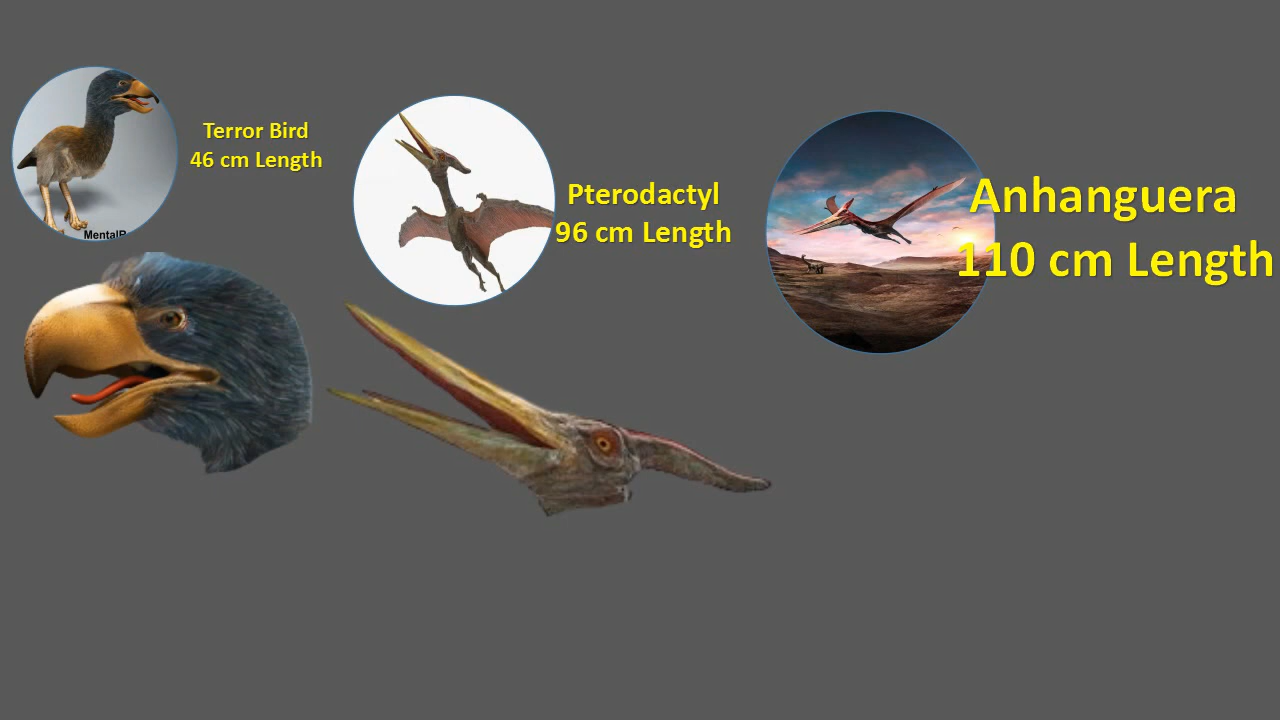 Terror Bird
46 cm Length
Pterodactyl
96 cm Length
Anhanguera
110 cm Length